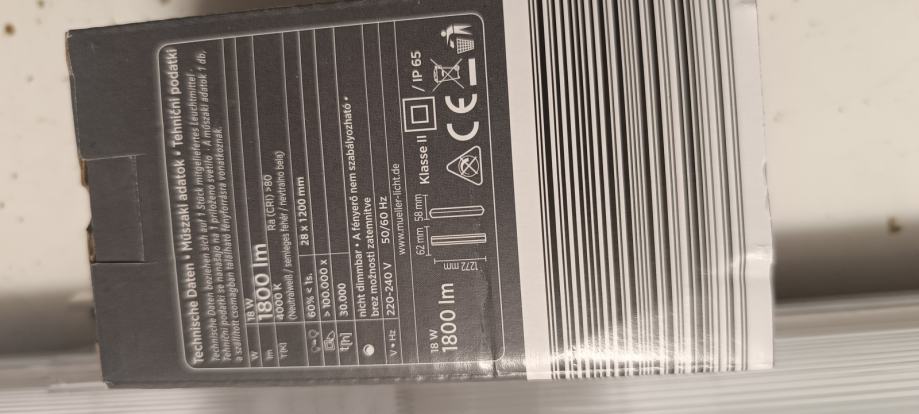 Technische Daten • Műszaki adatok • Tehnični podatki
Technische Daten beziehen sich auf 1 Stück mitgeliefertes Leuchtmittel •
Tehnični podatki se nanašajo na 1 priloženo svetilo • A műszaki adatok 1 db,
a szállított csomagban található fényforrásra vonatkoznak.
W 18 W
lm 1800 lm
T[K] 4000 K Ra (CRI) >80
(Neutralweiß / semleges fehér / nevtralno bela)
60% < 1s. 28 x 1200 mm
> 100.000 x
t[h] 30.000
nicht dimmbar • A fényerő nem szabályozható •
brez možnosti zatemnitve
V • Hz 220-240 V 50/60 Hz
www.mueller-licht.de
18 W
1800 lm
1272 mm
62 mm 58 mm
Klasse II / IP 65
CE